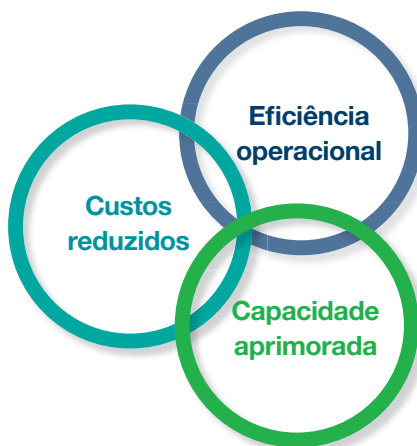 Eficiência
operacional
Custos
reduzidos
Capacidade
aprimorada